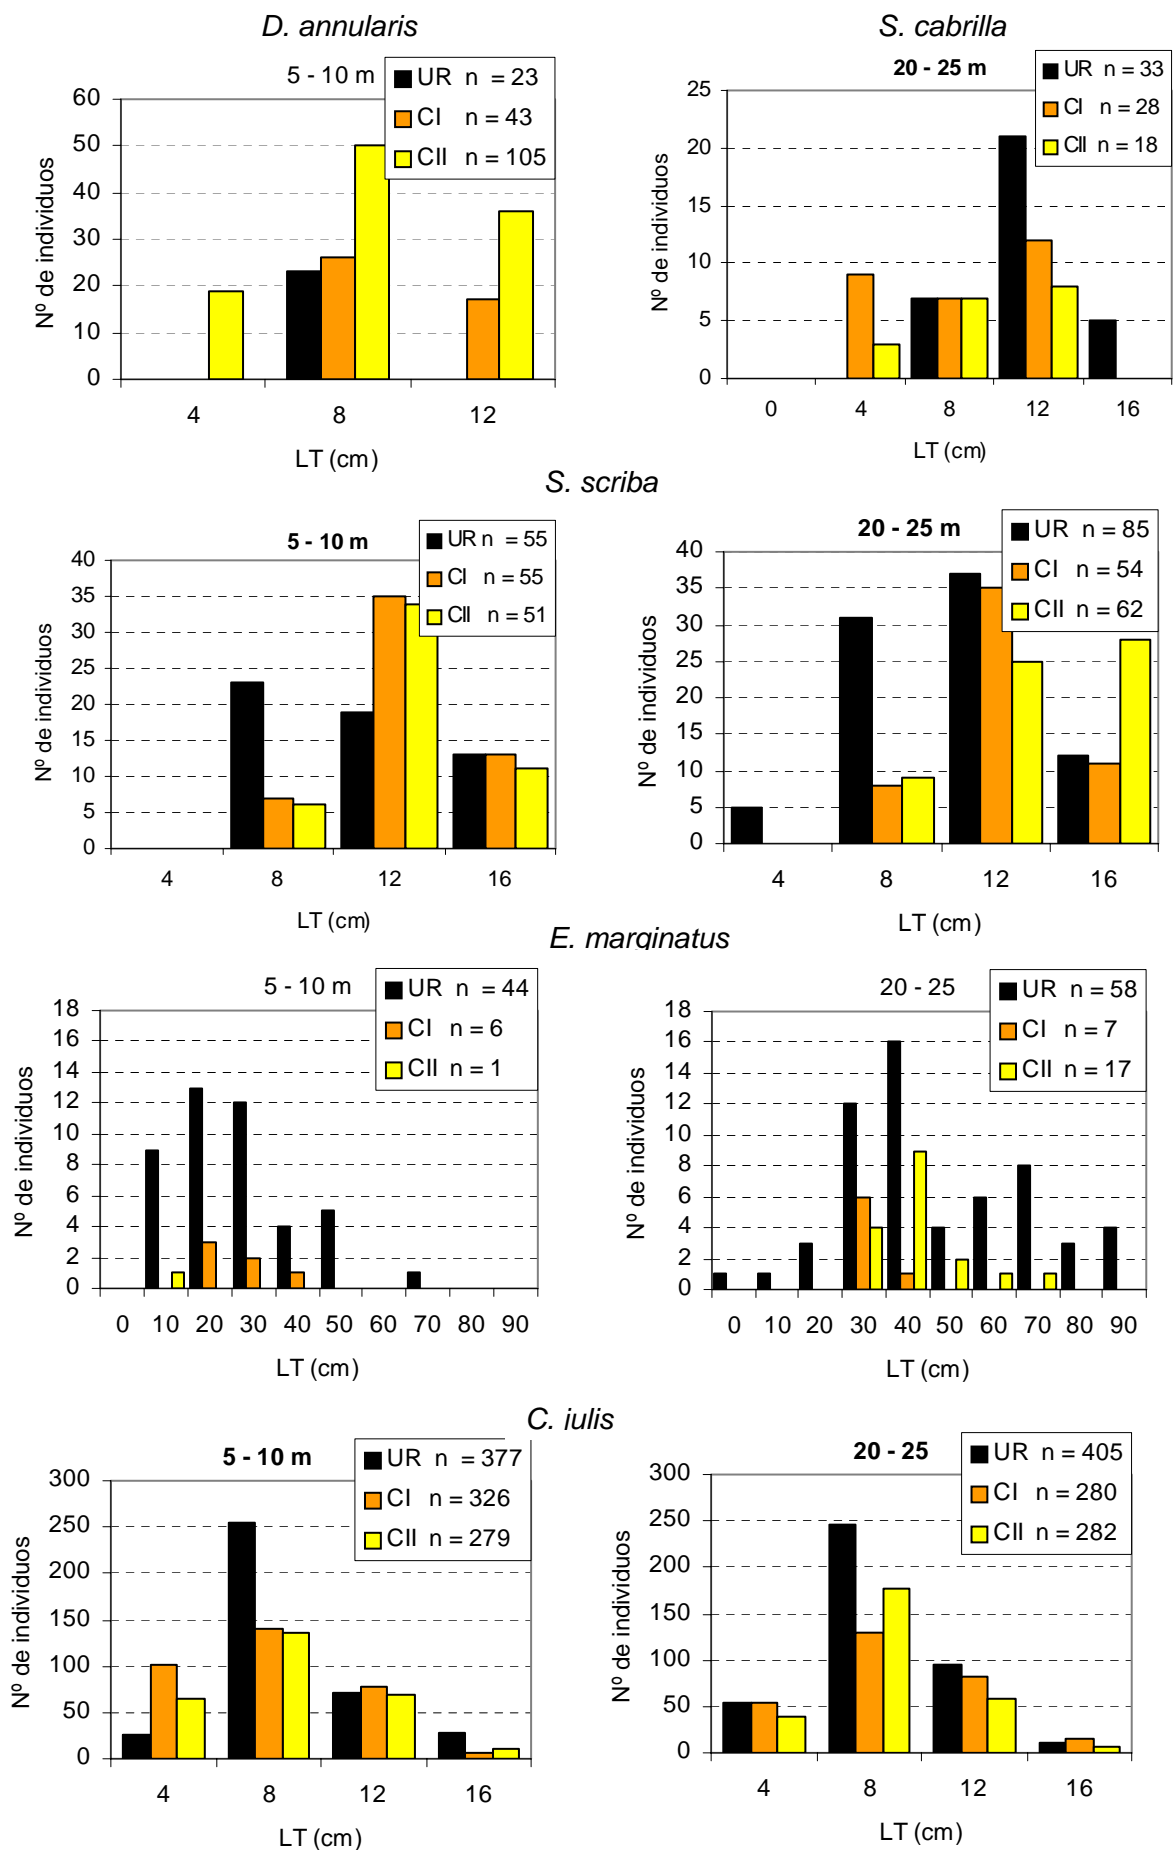 D. annularis
5 - 10 m
UR n = 23
CI n = 43
CII n = 105
Nº de individuos
60
50
40
30
20
10
0
4 8 12
LT (cm)
S. cabrilla
20 - 25 m
UR n = 33
CI n = 28
CII n = 18
Nº de individuos
25
20
15
10
5
0
0 4 8 12 16
LT (cm)
S. scriba
5 - 10 m
UR n = 55
CI n = 55
CII n = 51
Nº de individuos
40
35
30
25
20
15
10
5
0
4 8 12 16
LT (cm)
20 - 25 m
UR n = 85
CI n = 54
CII n = 62
Nº de individuos
40
35
30
25
20
15
10
5
0
4 8 12 16
LT (cm)
E. marginatus
5 - 10 m
UR n = 44
CI n = 6
CII n = 1
Nº de individuos
18
16
14
12
10
8
6
4
2
0
0 10 20 30 40 50 60 70 80 90
LT (cm)
20 - 25
UR n = 58
CI n = 7
CII n = 17
Nº de individuos
18
16
14
12
10
8
6
4
2
0
0 10 20 30 40 50 60 70 80 90
LT (cm)
C. iulis
5 - 10 m
UR n = 377
CI n = 326
CII n = 279
Nº de individuos
300
250
200
150
100
50
0
4 8 12 16
LT (cm)
20 - 25
UR n = 405
CI n = 280
CII n = 282
Nº de individuos
300
250
200
150
100
50
0
4 8 12 16
LT (cm)